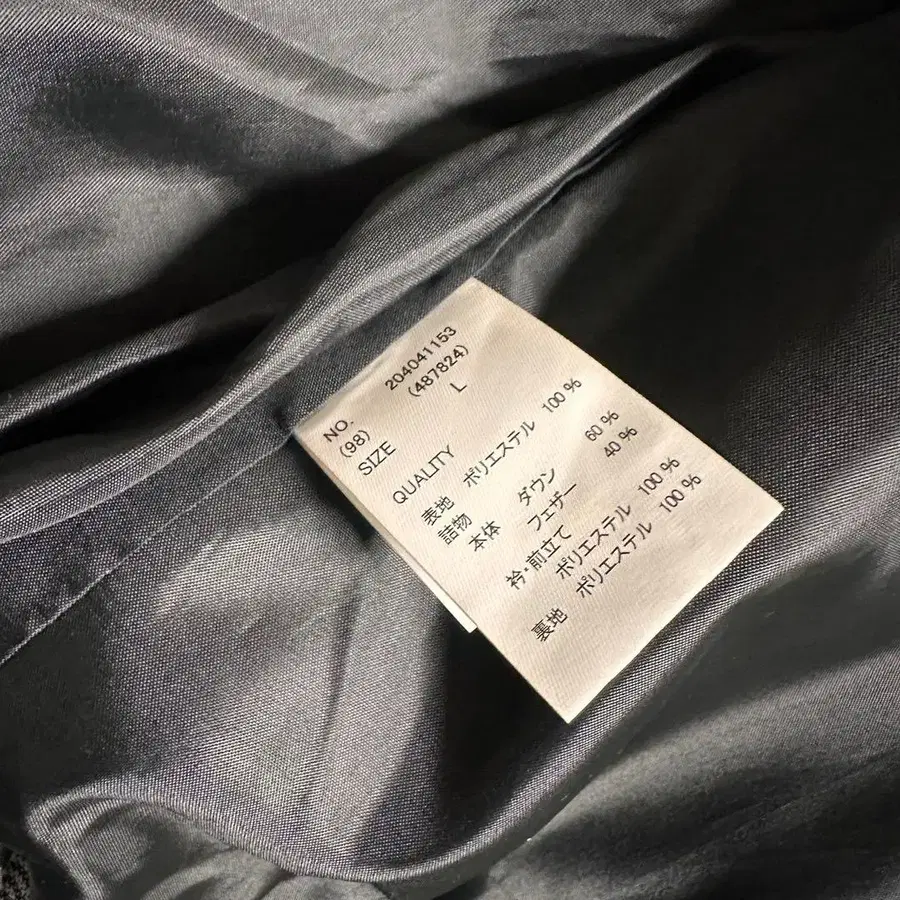 NO. 204041153
(98) (487824)
SIZE L
QUALITY
表地 ポリエステル 100 %
詰物
本体 ダウン 60 %
フェザー 40 %
衿・前立て
ポリエステル 100 %
裏地 ポリエステル 100 %